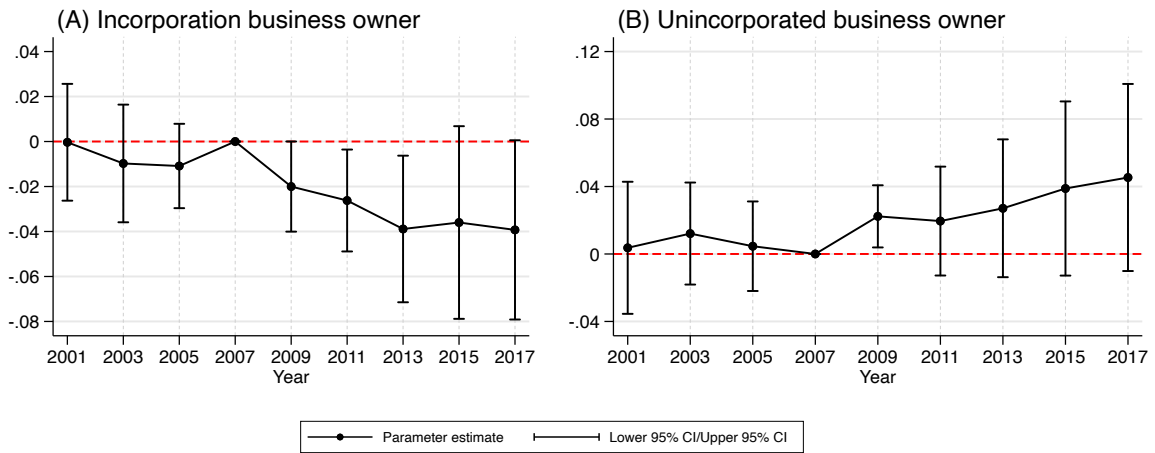 (A) Incorporation business owner
.04
.02
0
-.02
-.04
-.06
-.08
2001 2003 2005 2007 2009 2011 2013 2015 2017
Year
(B) Unincorporated business owner
.12
.08
.04
0
-.04
2001 2003 2005 2007 2009 2011 2013 2015 2017
Year
Parameter estimate Lower 95% CI/Upper 95% CI